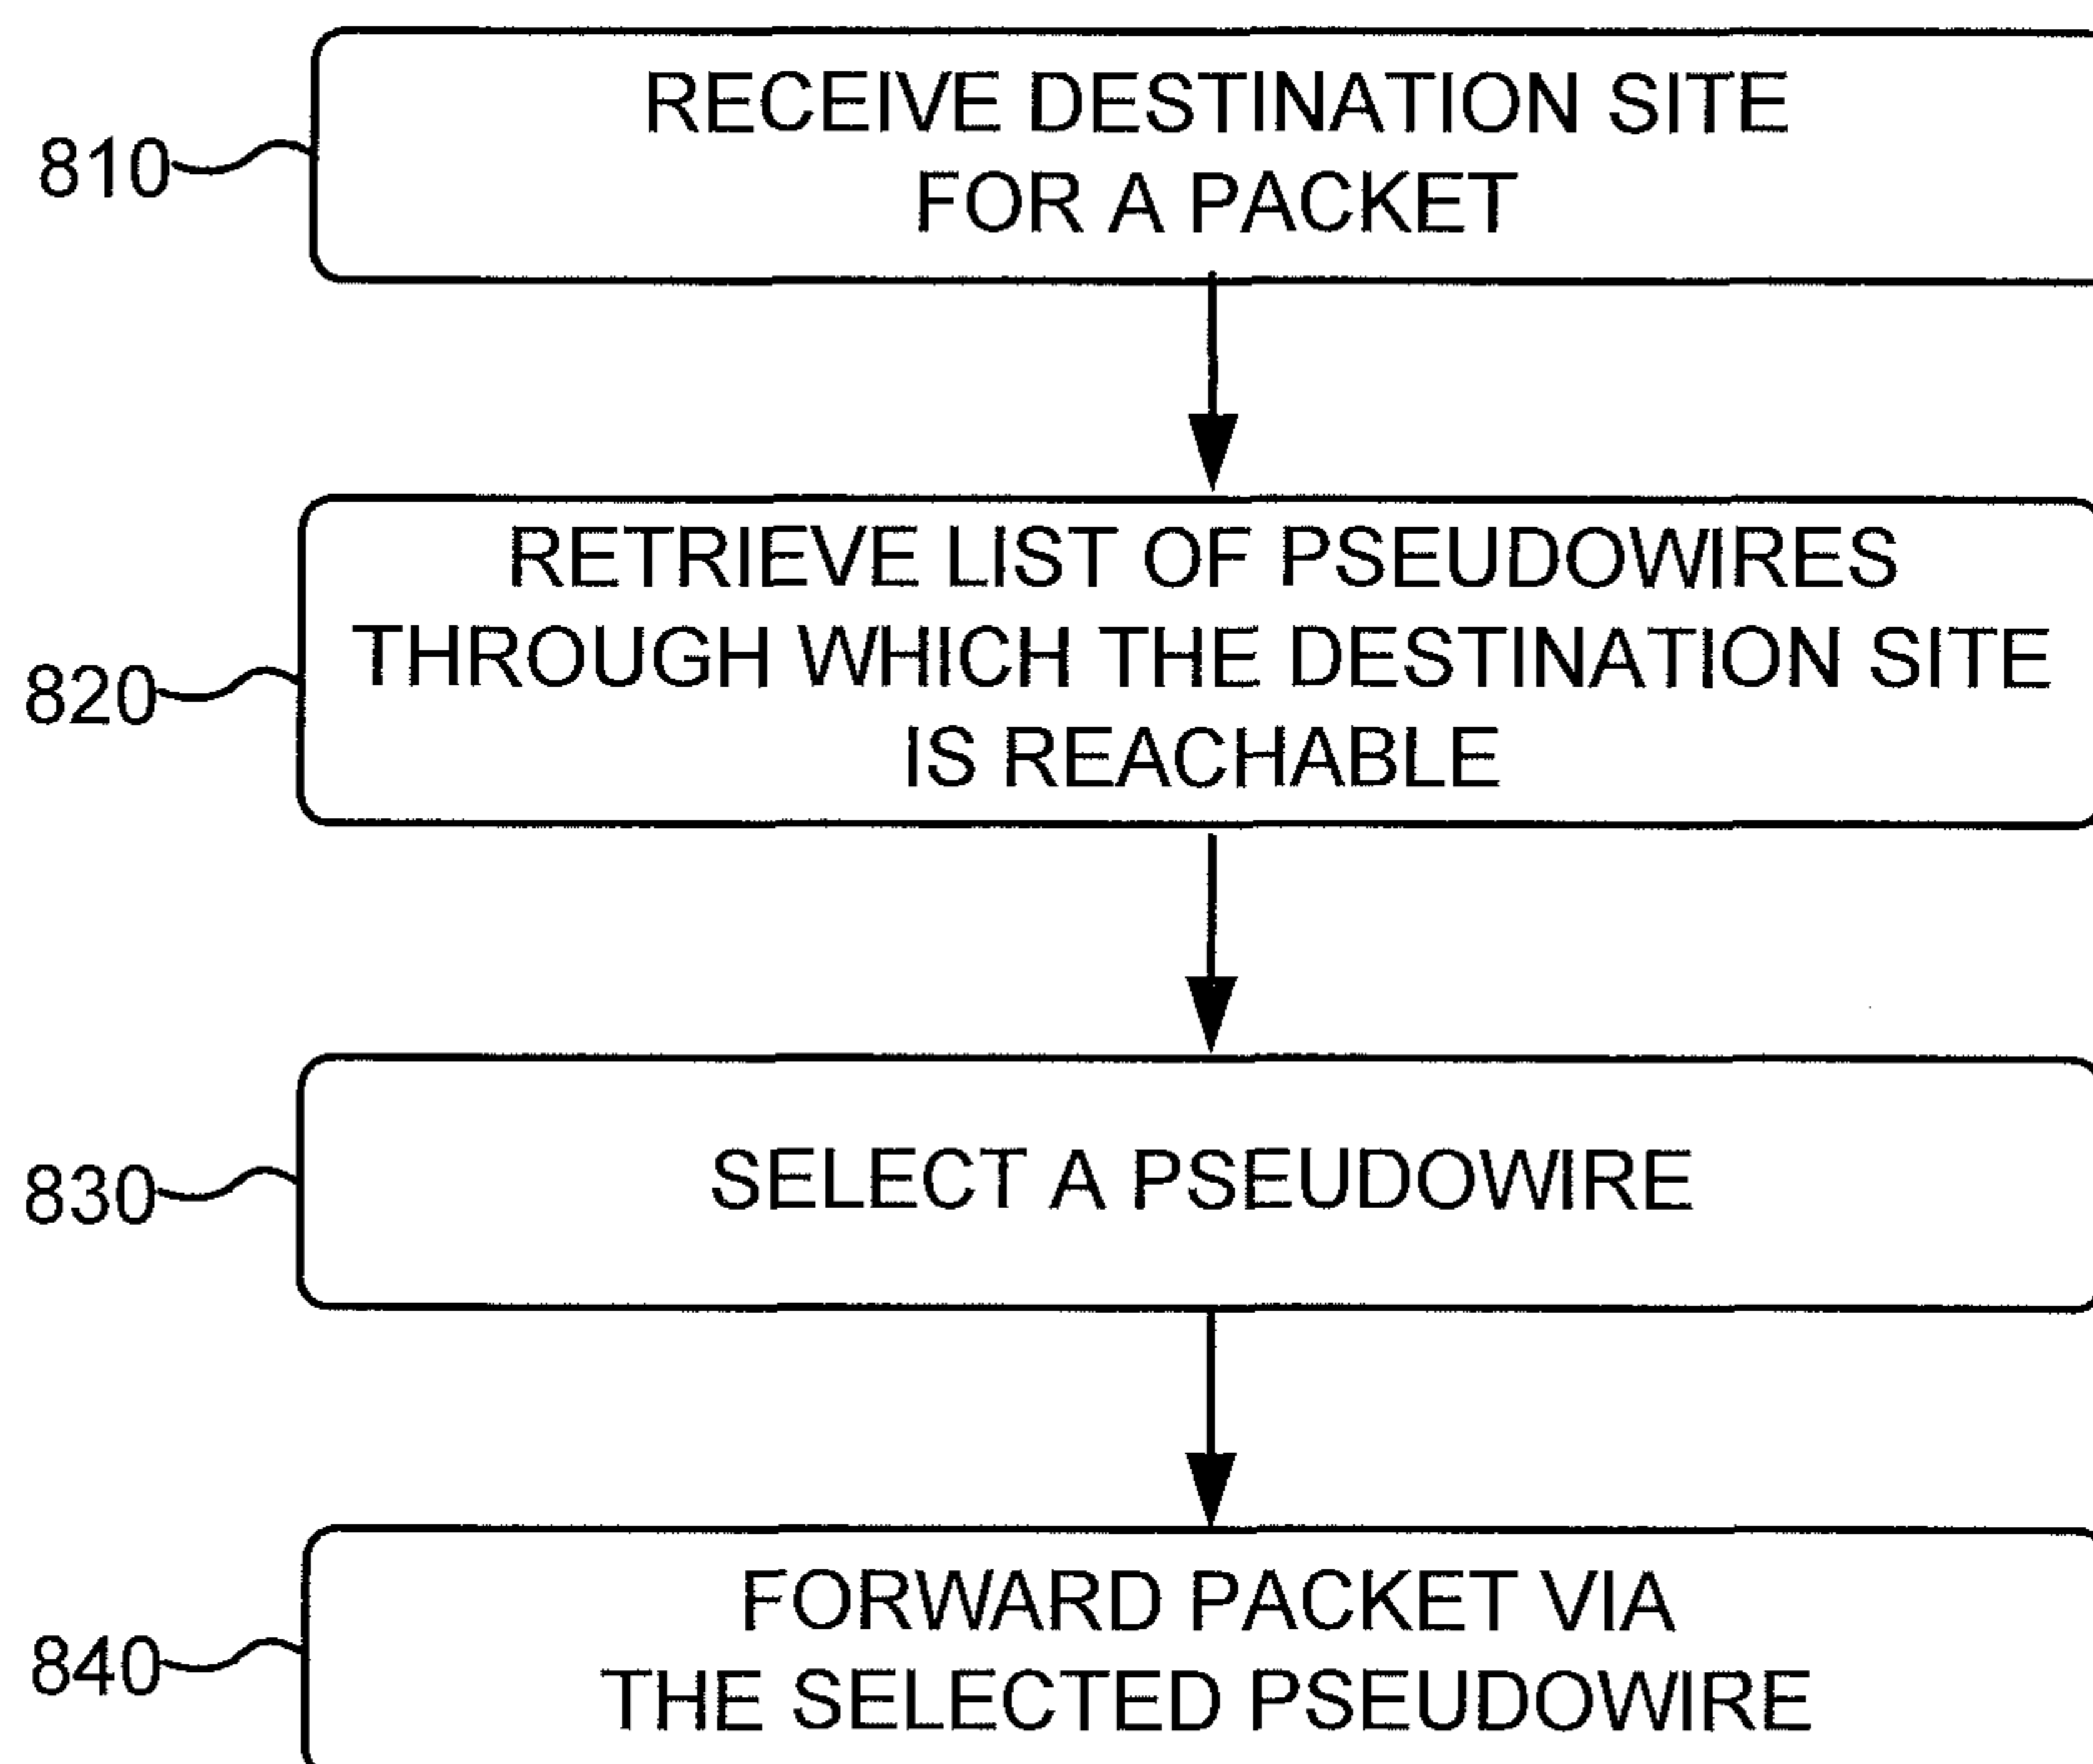 810
RECEIVE DESTINATION SITE
FOR A PACKET
820
RETRIEVE LIST OF PSEUDOWIRES
THROUGH WHICH THE DESTINATION SITE
IS REACHABLE
830
SELECT A PSEUDOWIRE
840
FORWARD PACKET VIA
THE SELECTED PSEUDOWIRE